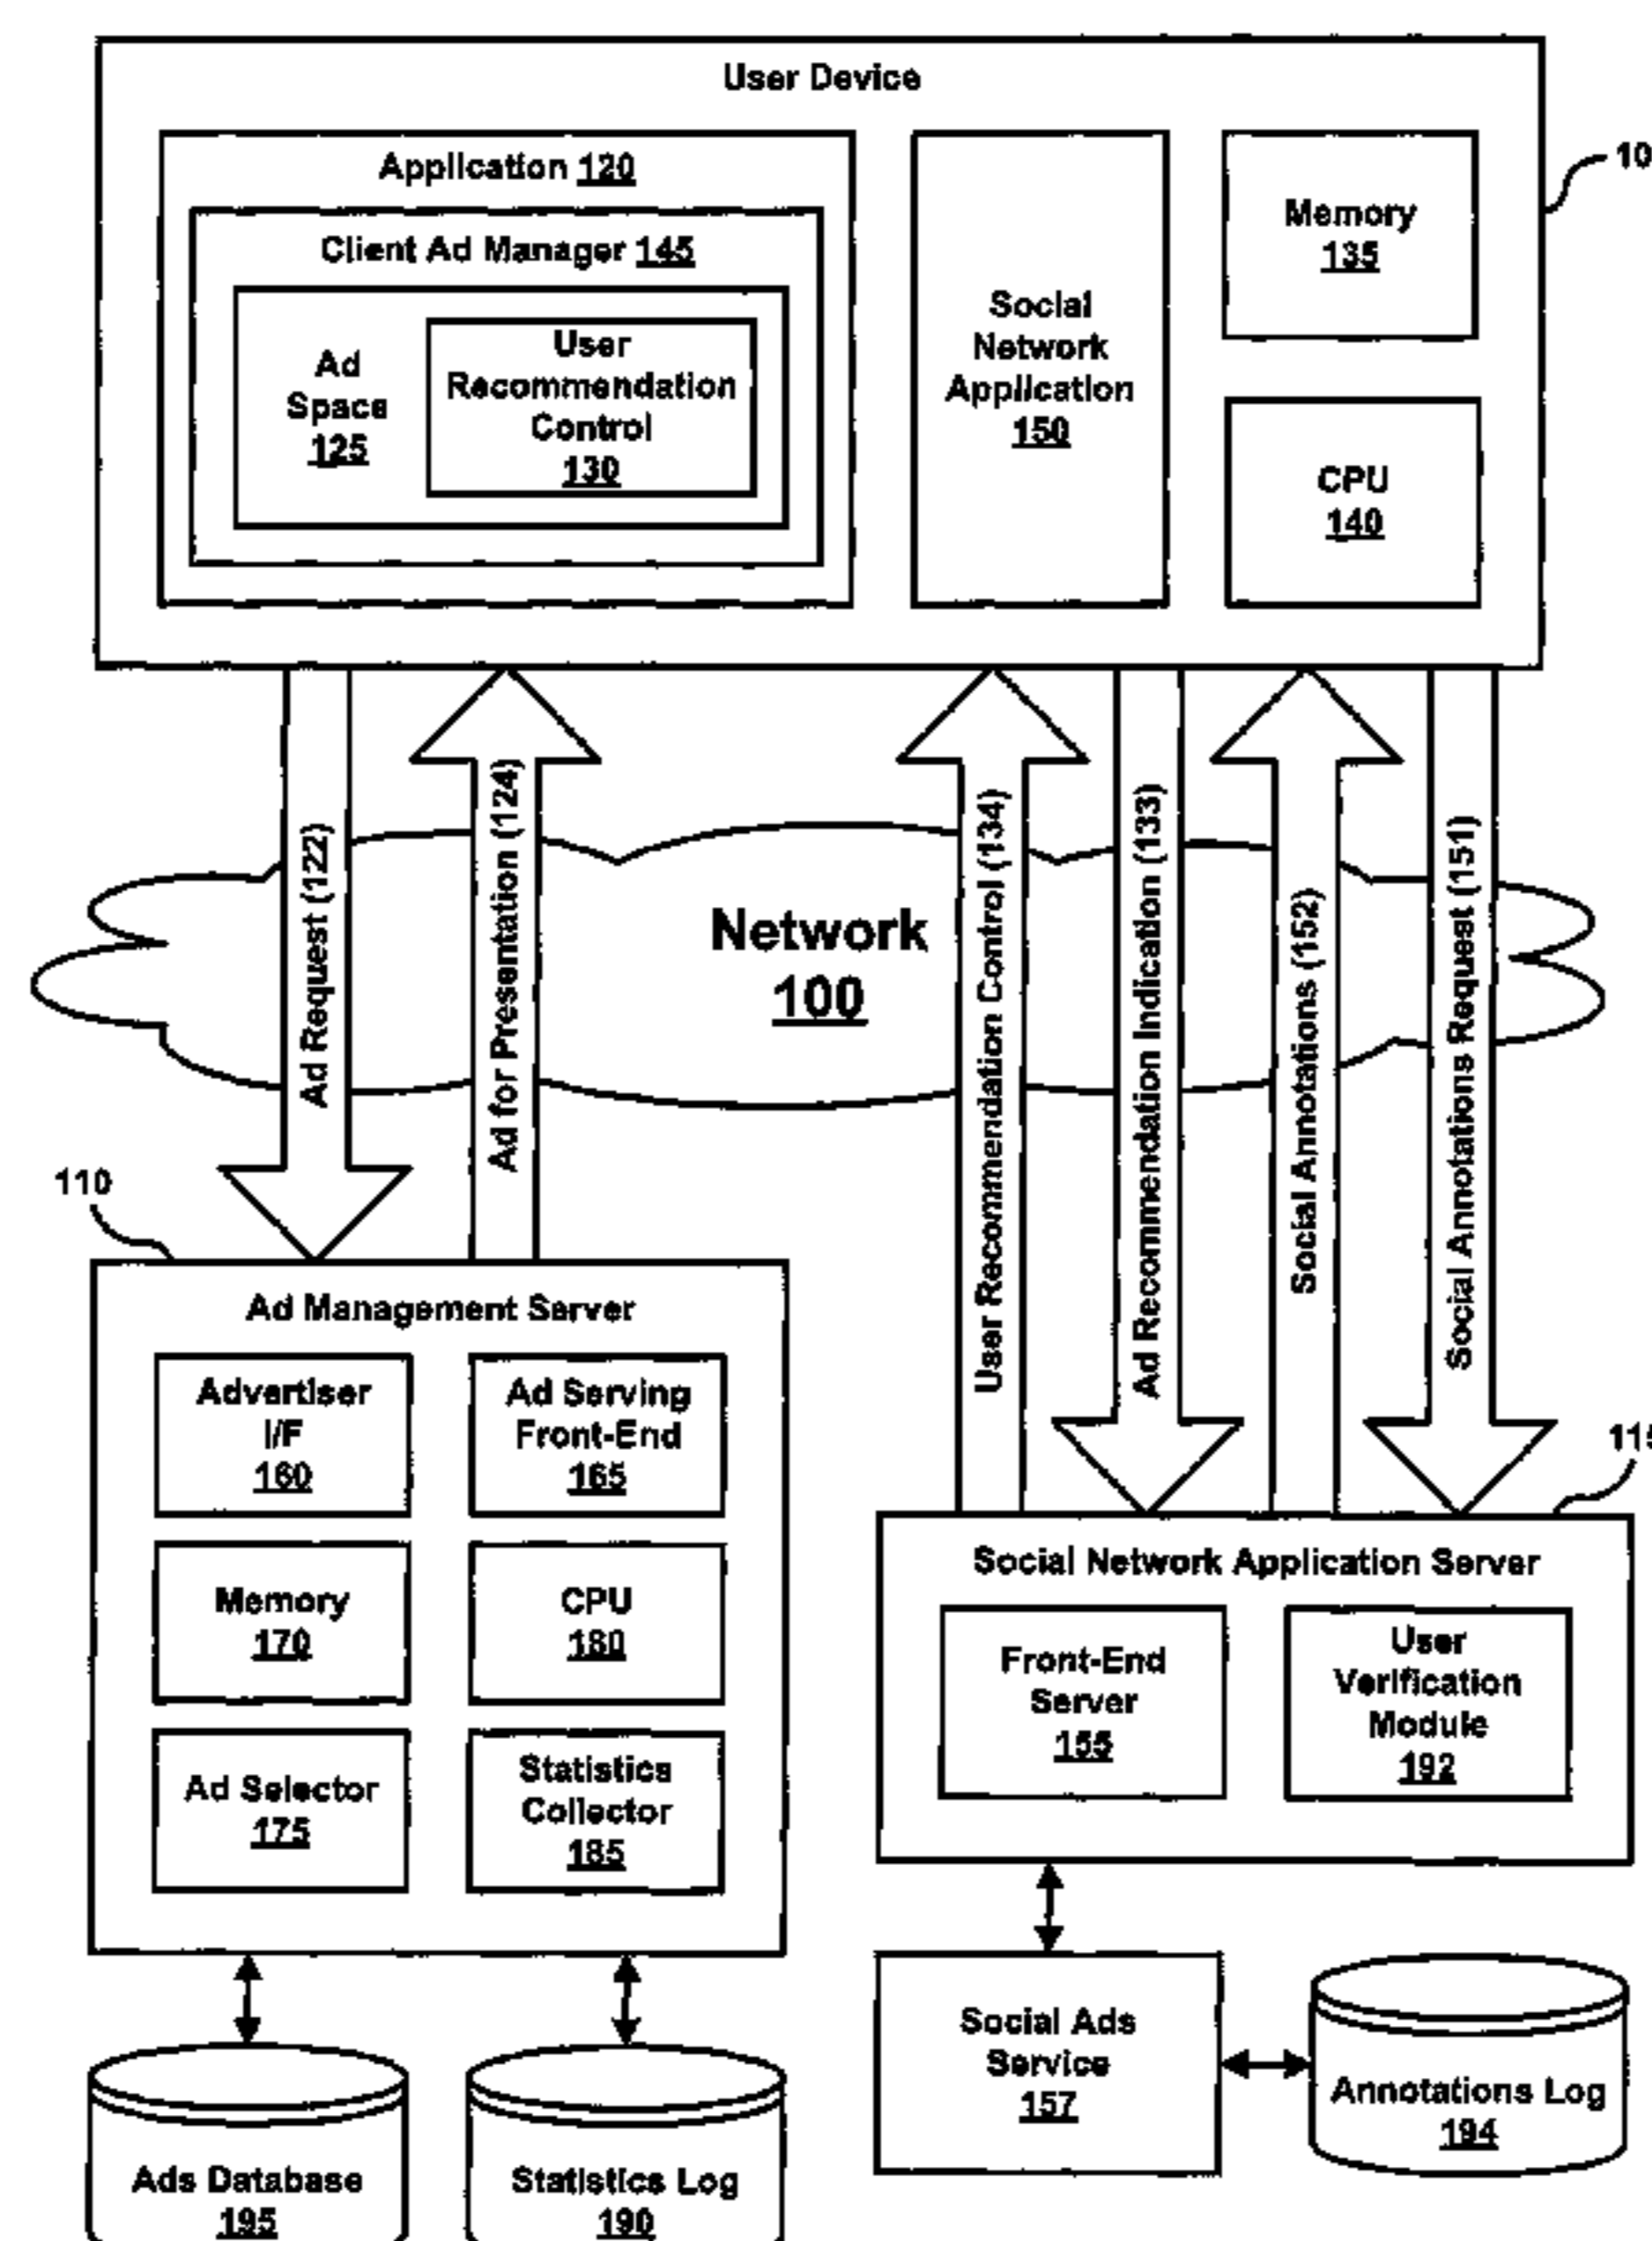 User Device
Application 120
Client Ad Manager 145
Ad
Space
125
User
Recommendation
Control
130
Social
Network
Application
150
Memory
135
CPU
140
10
Ad Request (122)
Ad for Presentation (124)
Network
100
User Recommendation Control (134)
Ad Recommendation Indication (133)
Social Annotations (152)
Social Annotations Request (151)
110
Ad Management Server
Advertiser
I/F
160
Ad Serving
Front-End
165
Memory
170
CPU
180
Ad Selector
175
Statistics
Collector
185
115
Social Network Application Server
Front-End
Server
155
User
Verification
Module
192
Social Ads
Service
157
Annotations Log
194
Ads Database
195
Statistics Log
190